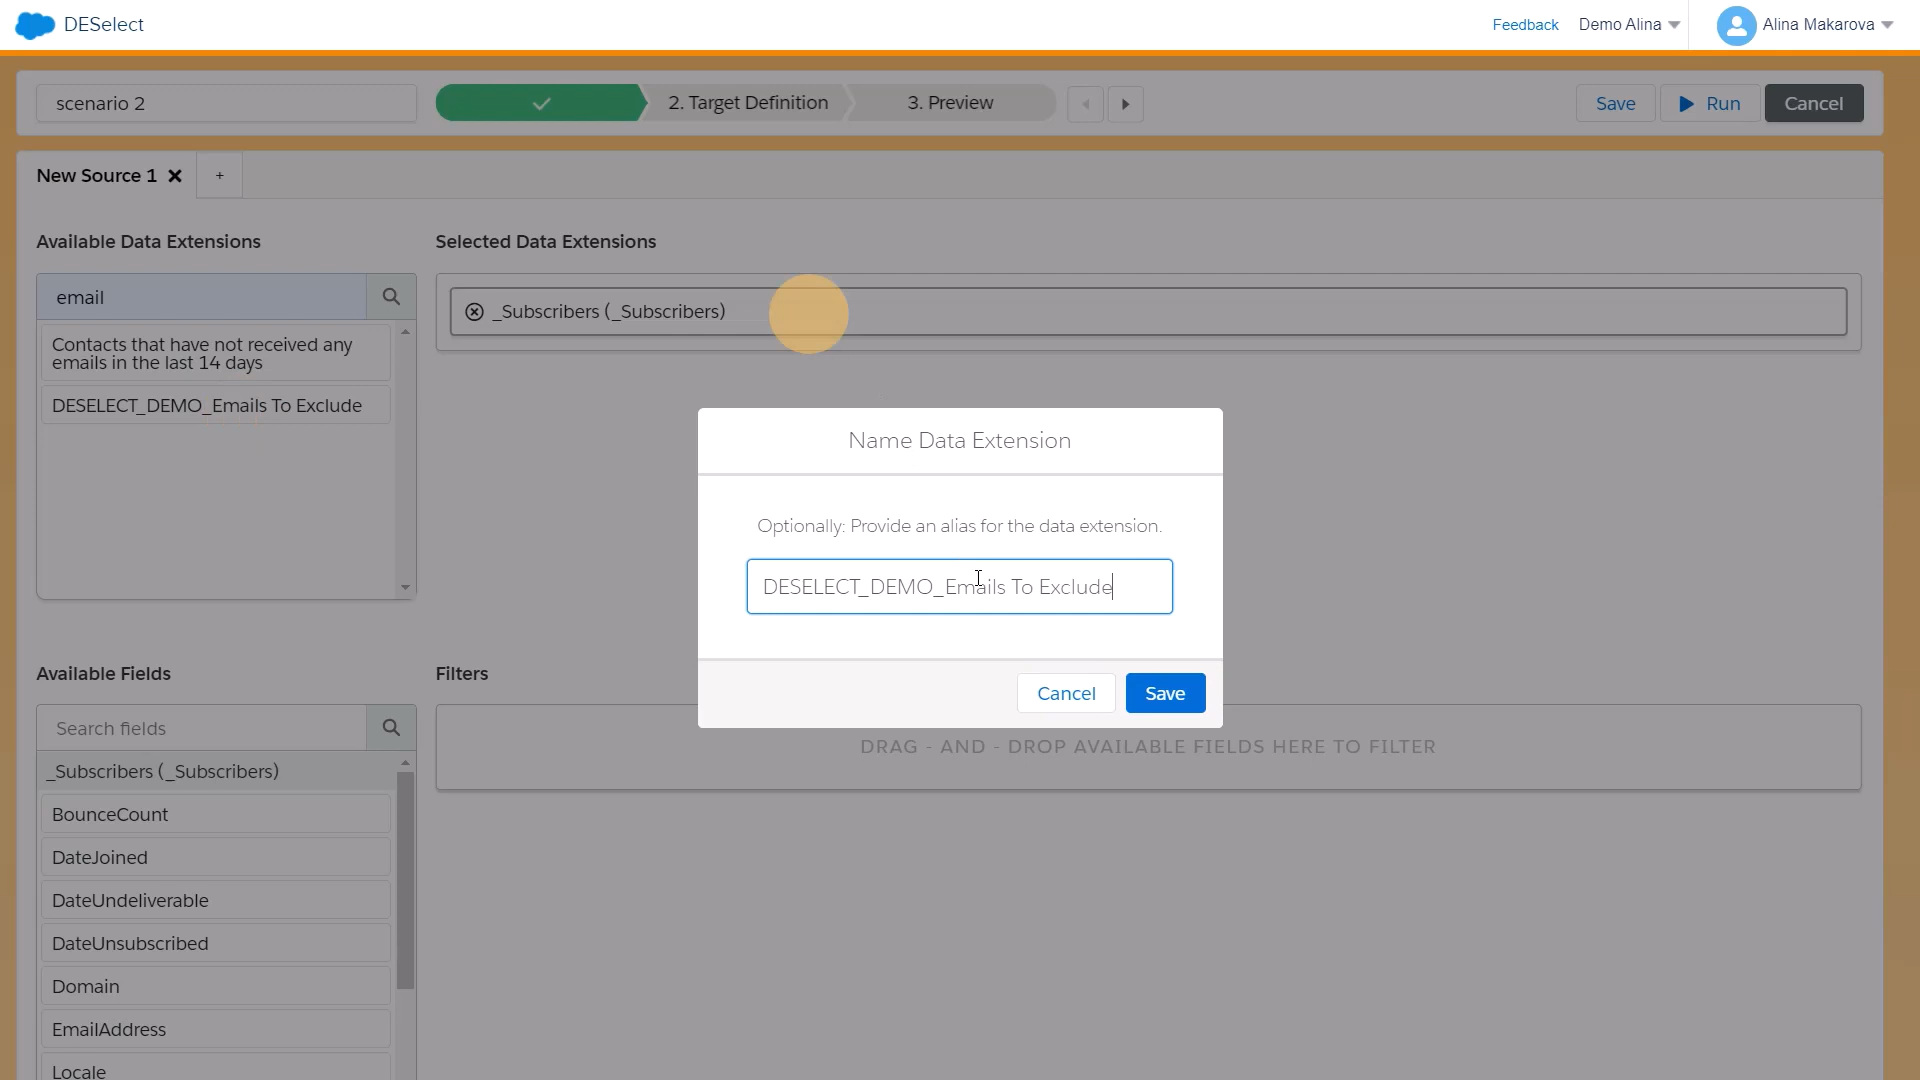 DESelect
Feedback
Demo Alina
Alina Makarova
scenario 2
2. Target Definition
3. Preview
Save
Run
Cancel
New Source 1
+
Available Data Extensions
Selected Data Extensions
email
_Subscribers (_Subscribers)
Contacts that have not received any
emails in the last 14 days
DESELECT_DEMO_Emails To Exclude
Name Data Extension
Optionally: Provide an alias for the data extension.
DESELECT_DEMO_Emails To Exclude
Cancel
Save
Available Fields
Filters
Search fields
DRAG - AND - DROP AVAILABLE FIELDS HERE TO FILTER
_Subscribers (_Subscribers)
BounceCount
DateJoined
DateUndeliverable
DateUnsubscribed
Domain
EmailAddress
Locale